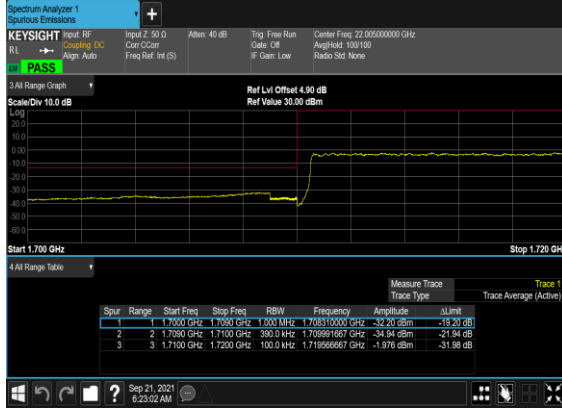 Spectrum Analyzer 1
Spurious Emissions
+
KEYSIGHT Input: RF Input Z: 50 Ω Atten: 40 dB Trig: Free Run Center Freq: 22.005000000 GHz
RL Coupling: DC Corr CCorr Gate: Off Avg|Hold: 100/100
Align: Auto Freq Ref: Int (S) IF Gain: Low Radio Std: None
PASS
3 All Range Graph
Ref Lvl Offset 4.90 dB
Scale/Div 10.0 dB Ref Value 30.00 dBm
Log
20.0
10.0
0.00
-10.0
-20.0
-30.0
-40.0
-50.0
-60.0
Start 1.700 GHz Stop 1.720 GH
4 All Range Table
Measure Trace Trace 1
Trace Type Trace Average (Active)
Spur Range Start Freq Stop Freq RBW Frequency Amplitude ΔLimit
1 1 1.7000 GHz 1.7090 GHz 1.000 MHz 1.708310000 GHz -32.20 dBm -19.20 dB
2 2 1.7090 GHz 1.7100 GHz 390.0 kHz 1.709991667 GHz -34.94 dBm -21.94 dB
3 3 1.7100 GHz 1.7200 GHz 100.0 kHz 1.719566667 GHz -1.976 dBm -31.98 dB
? Sep 21, 2021
6:23:02 AM